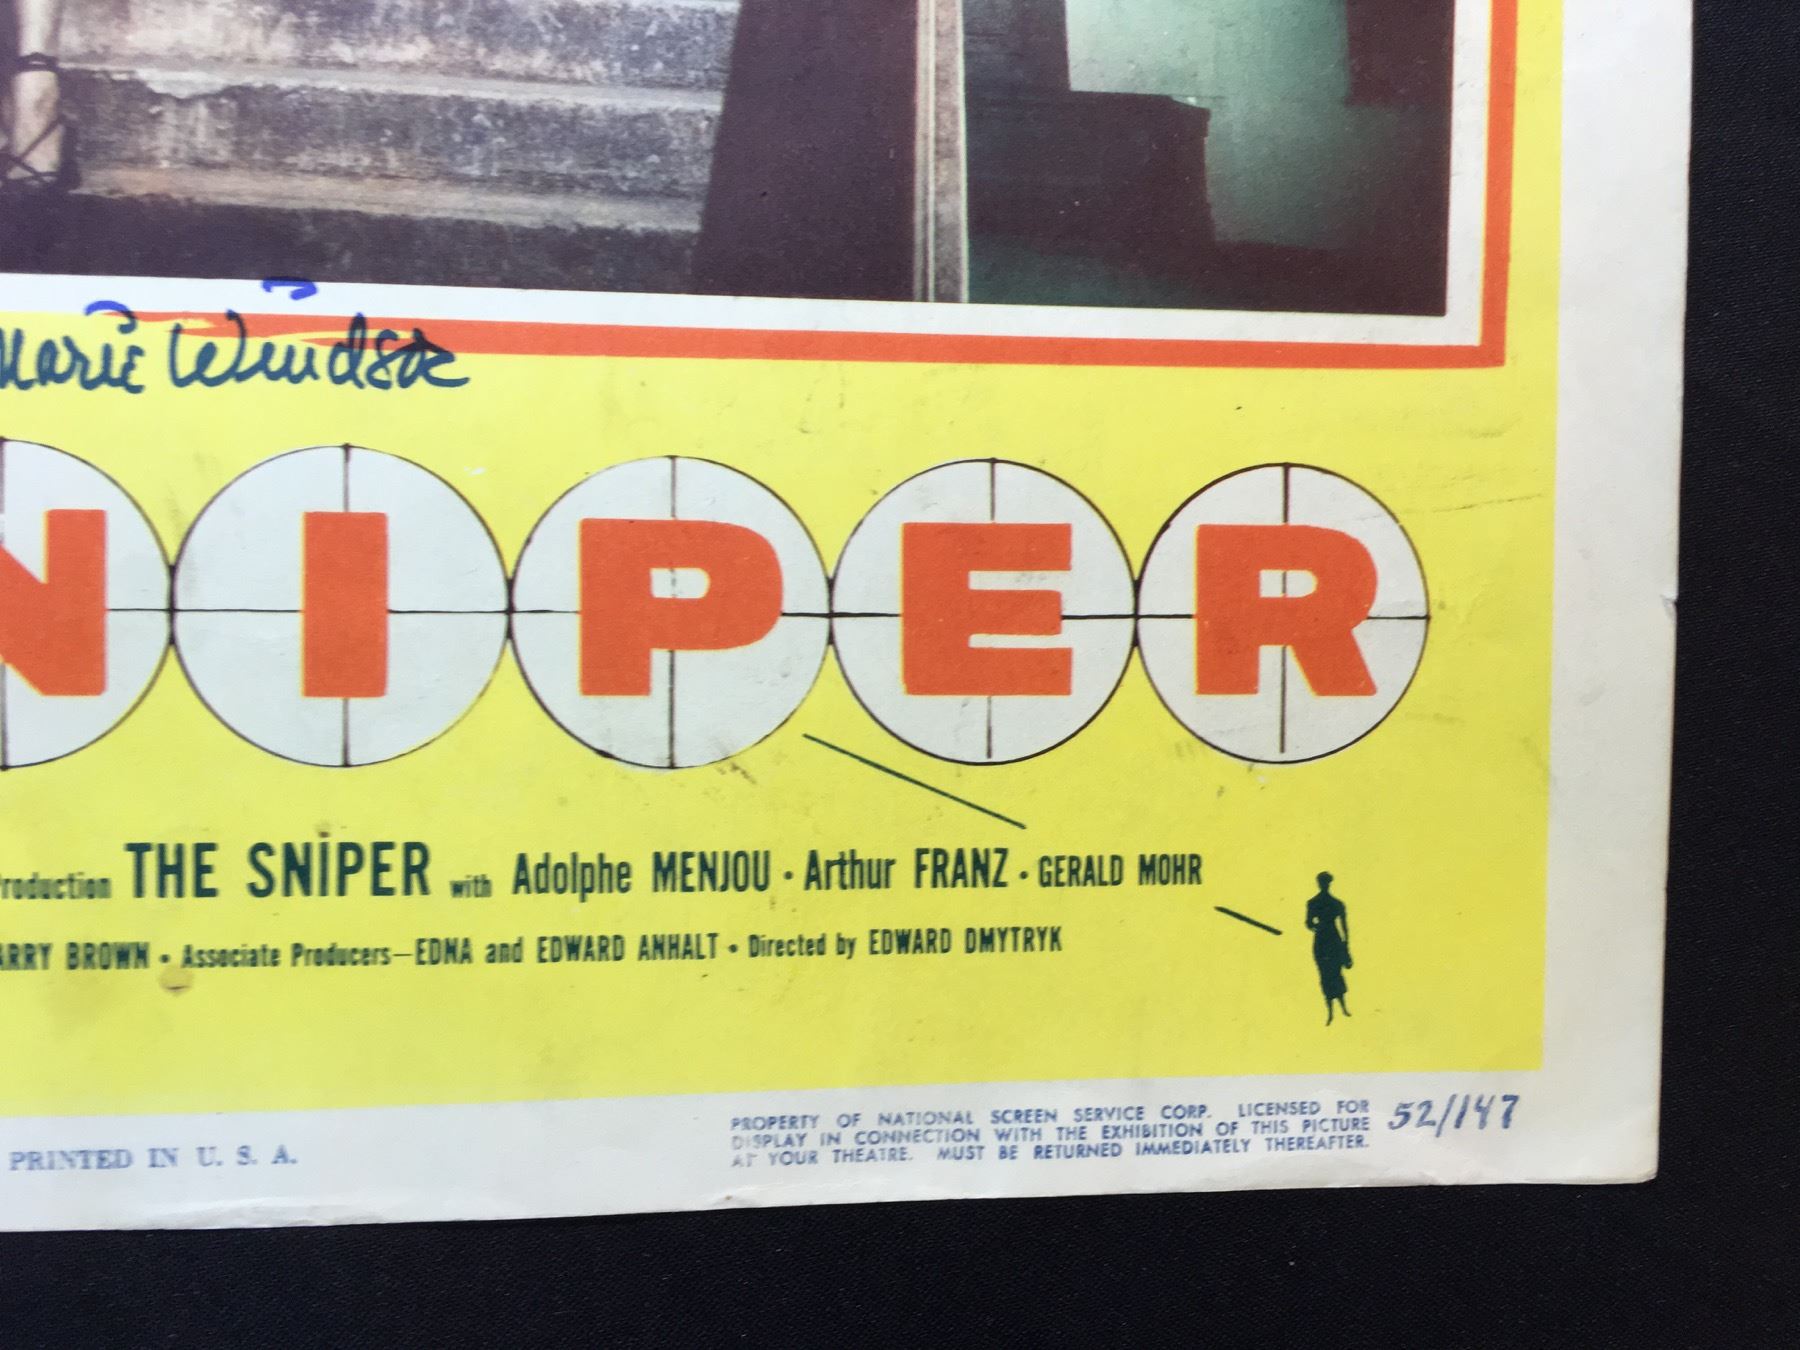 Marie Windsor
NIPER
Production THE SNIPER with Adolphe MENJOU · Arthur FRANZ · GERALD MOHR
ARRY BROWN • Associate Producers—EDNA and EDWARD ANHALT • Directed by EDWARD DMYTRYK
PROPERTY OF NATIONAL SCREEN SERVICE CORP. LICENSED FOR
DISPLAY IN CONNECTION WITH THE EXHIBITION OF THIS PICTURE
AT YOUR THEATRE. MUST BE RETURNED IMMEDIATELY THEREAFTER.
52/147
PRINTED IN U. S. A.